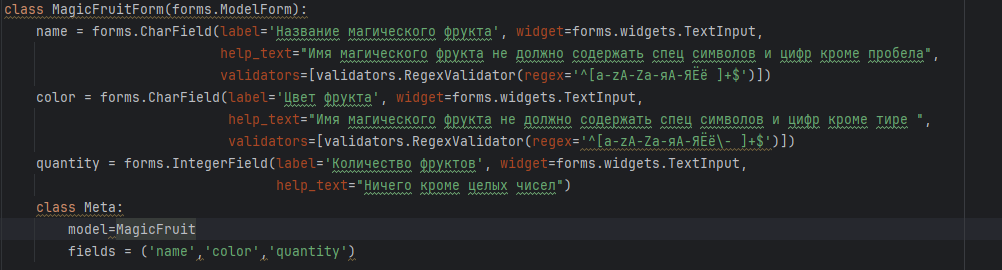 class MagicFruitForm(forms.ModelForm):
    name = forms.CharField(label='Название магического фрукта', widget=forms.widgets.TextInput,
                           help_text="Имя магического фрукта не должно содержать спец символов и цифр кроме пробела",
                           validators=[validators.RegexValidator(regex='^[a-zA-Zа-яА-ЯЁё ]+$')])
    color = forms.CharField(label='Цвет фрукта', widget=forms.widgets.TextInput,
                            help_text="Имя магического фрукта не должно содержать спец символов и цифр кроме тире ",
                            validators=[validators.RegexValidator(regex='^[a-zA-Zа-яА-ЯЁё\- ]+$')])
    quantity = forms.IntegerField(label='Количество фруктов', widget=forms.widgets.TextInput,
                                  help_text="Ничего кроме целых чисел")
    class Meta:
        model=MagicFruit
        fields = ('name','color','quantity')